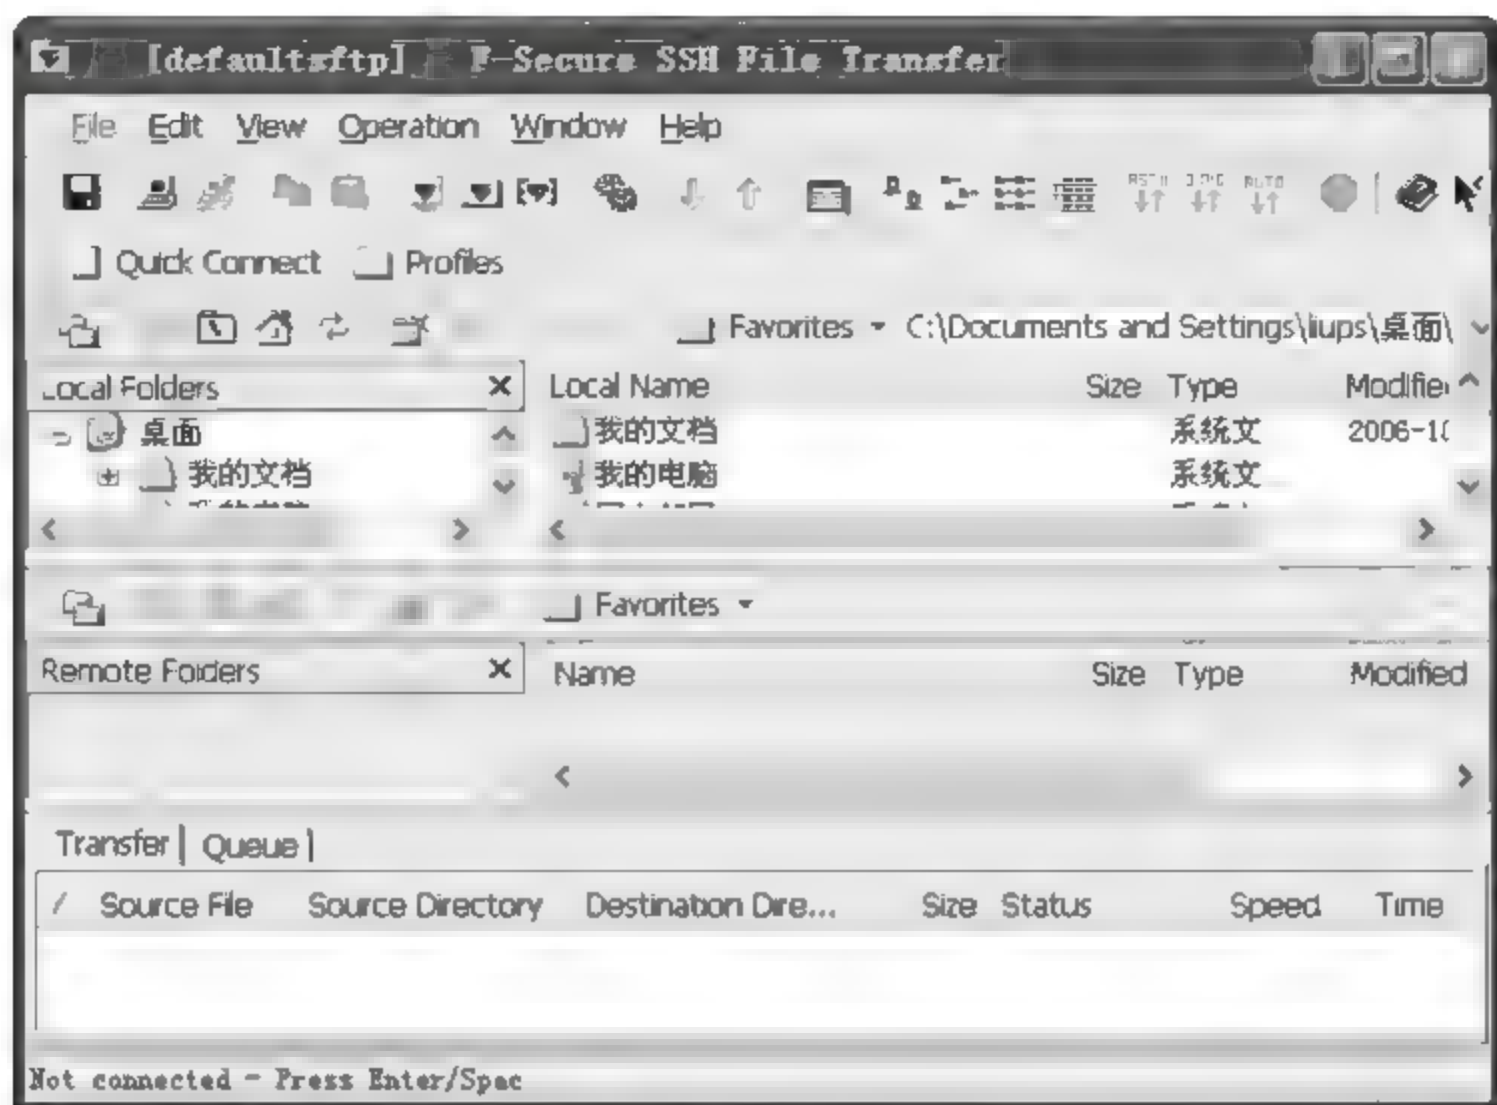 [defaultsftp] F-Secure SSH File Transfer
File Edit View Operation Window Help
Quick Connect Profiles
Favorites C:\Documents and Settings\liups\桌面\
Local Folders Local Name Size Type Modified
桌面 我的文档 系统文 2006-10
我的文档 我的电脑 系统文
Favorites
Remote Folders Name Size Type Modified
Transfer Queue
/ Source File Source Directory Destination Dire... Size Status Speed Time
Not connected - Press Enter/Spac